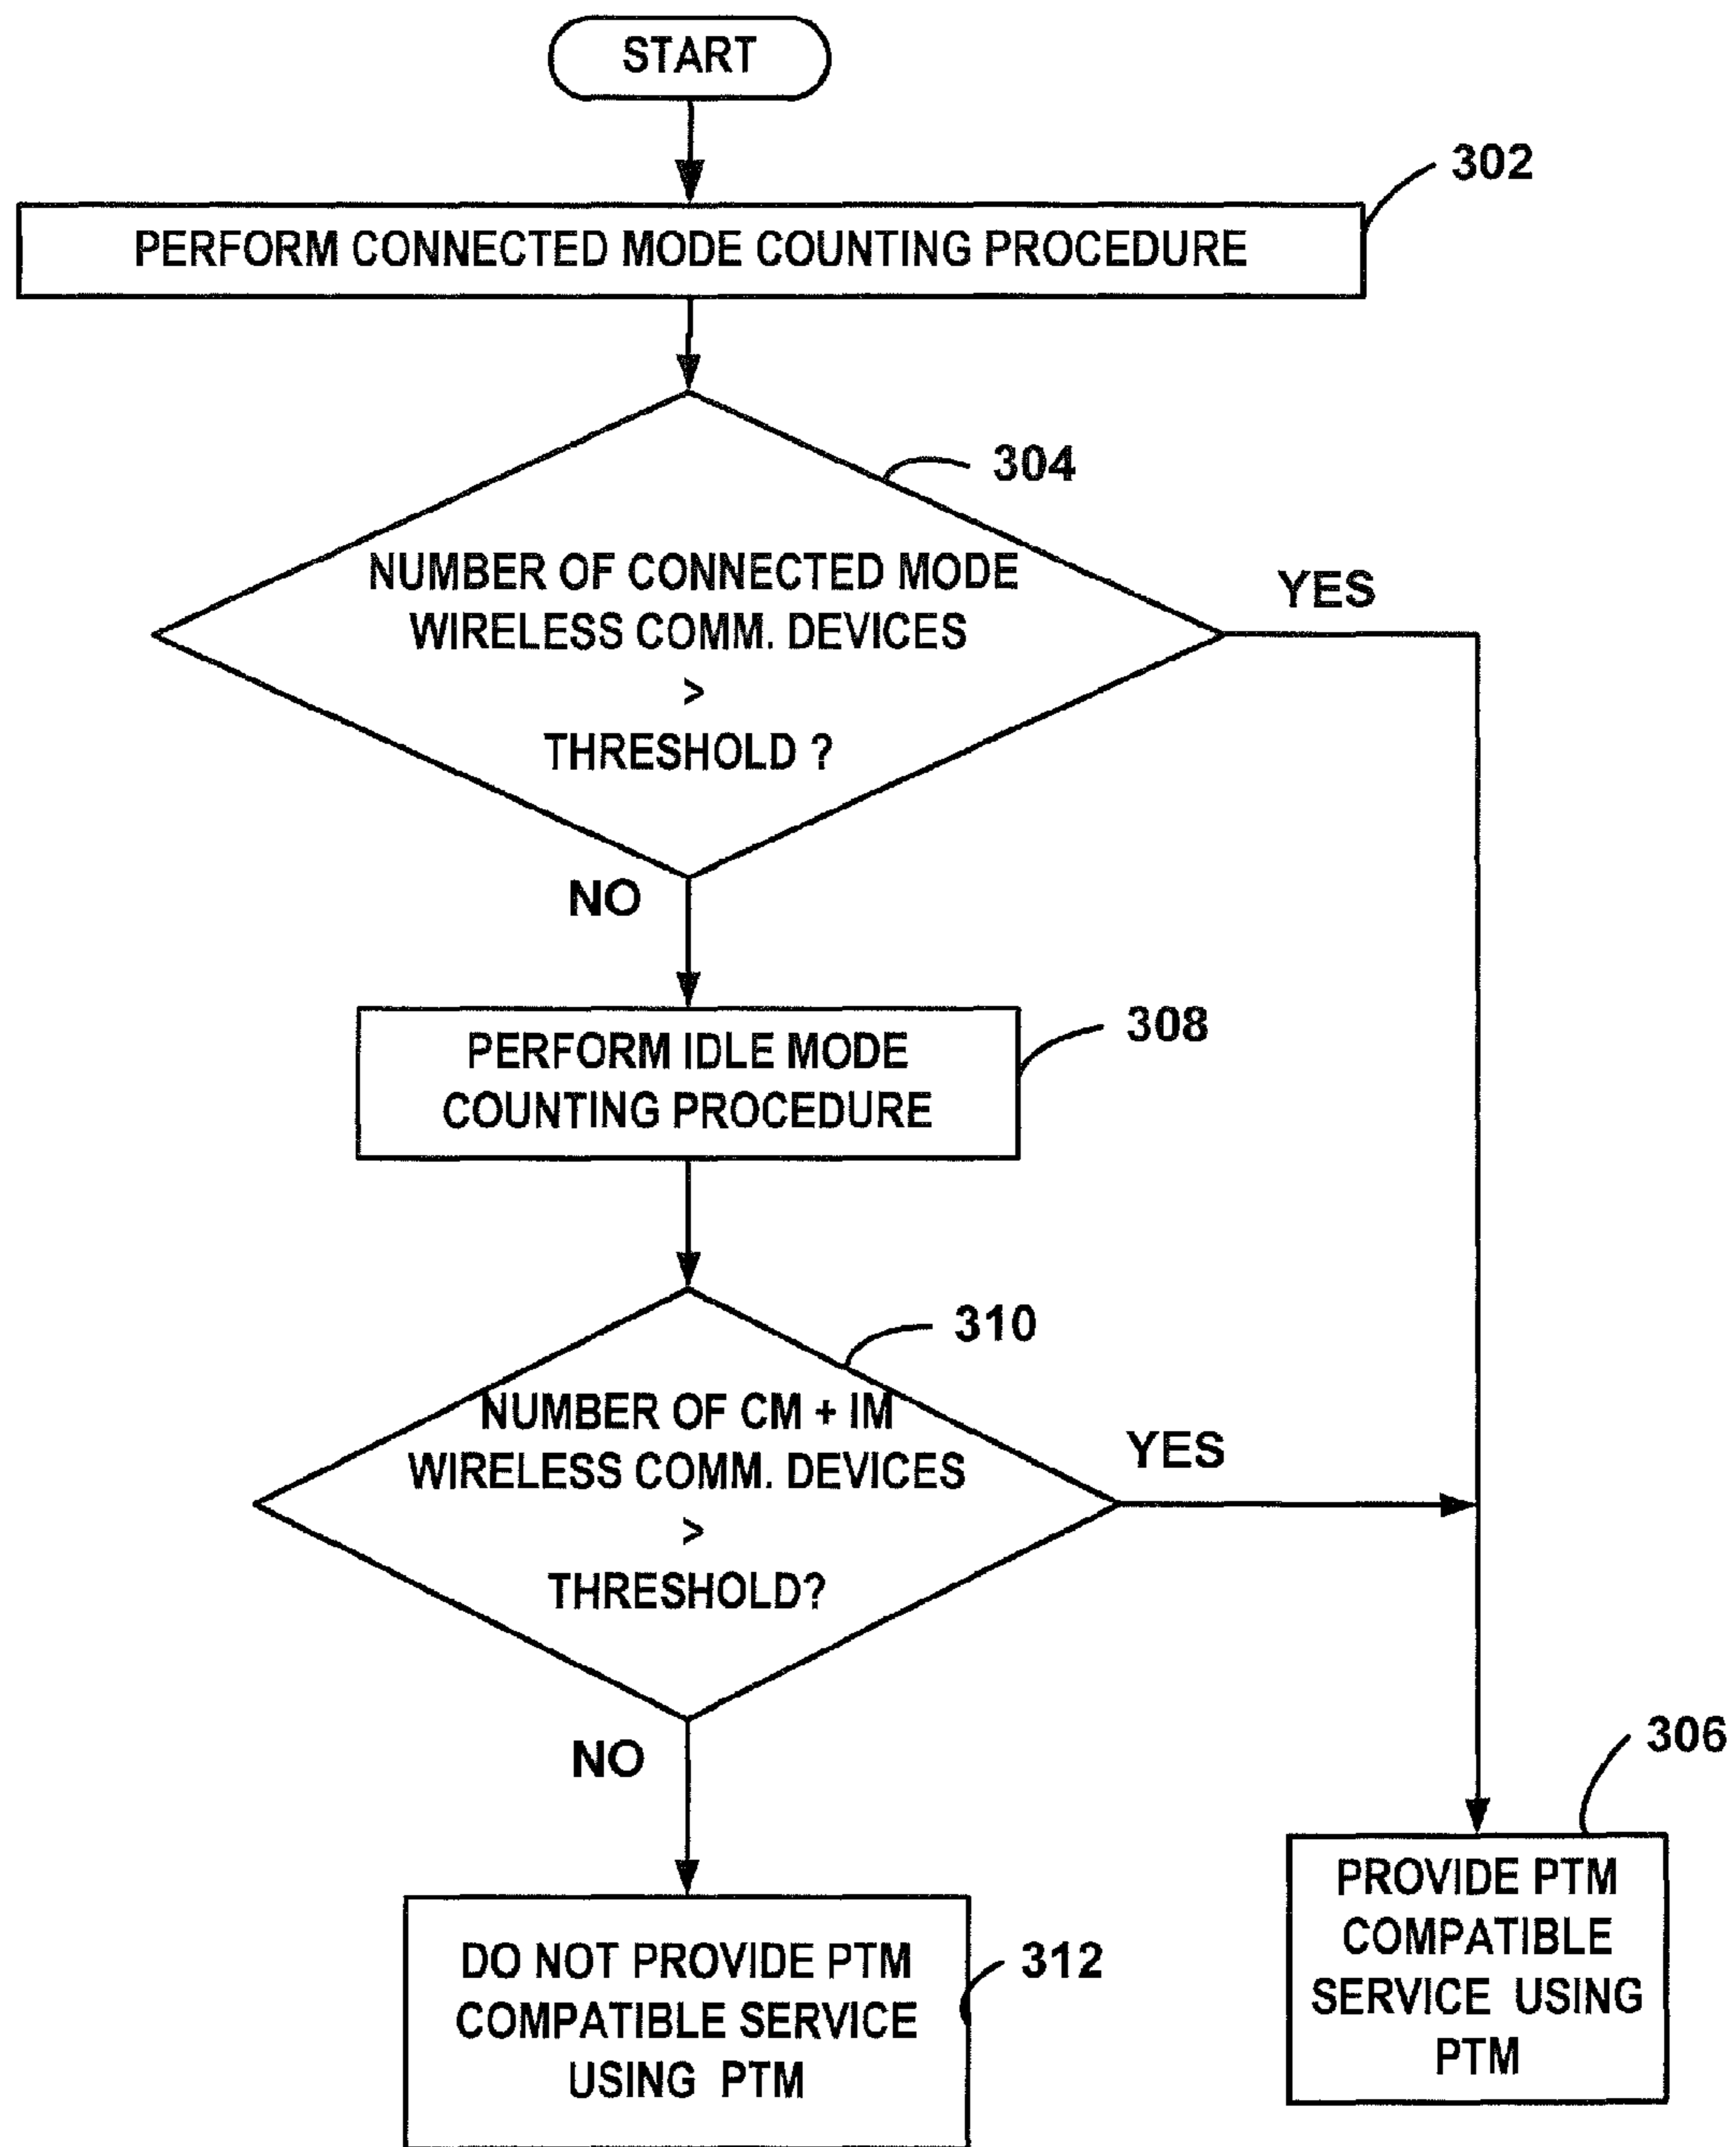 START
302
PERFORM CONNECTED MODE COUNTING PROCEDURE
304
NUMBER OF CONNECTED MODE
WIRELESS COMM. DEVICES
>
THRESHOLD ?
YES
NO
308
PERFORM IDLE MODE
COUNTING PROCEDURE
310
NUMBER OF CM + IM
WIRELESS COMM. DEVICES
>
THRESHOLD?
YES
NO
306
PROVIDE PTM
COMPATIBLE
SERVICE USING
PTM
312
DO NOT PROVIDE PTM
COMPATIBLE SERVICE
USING PTM